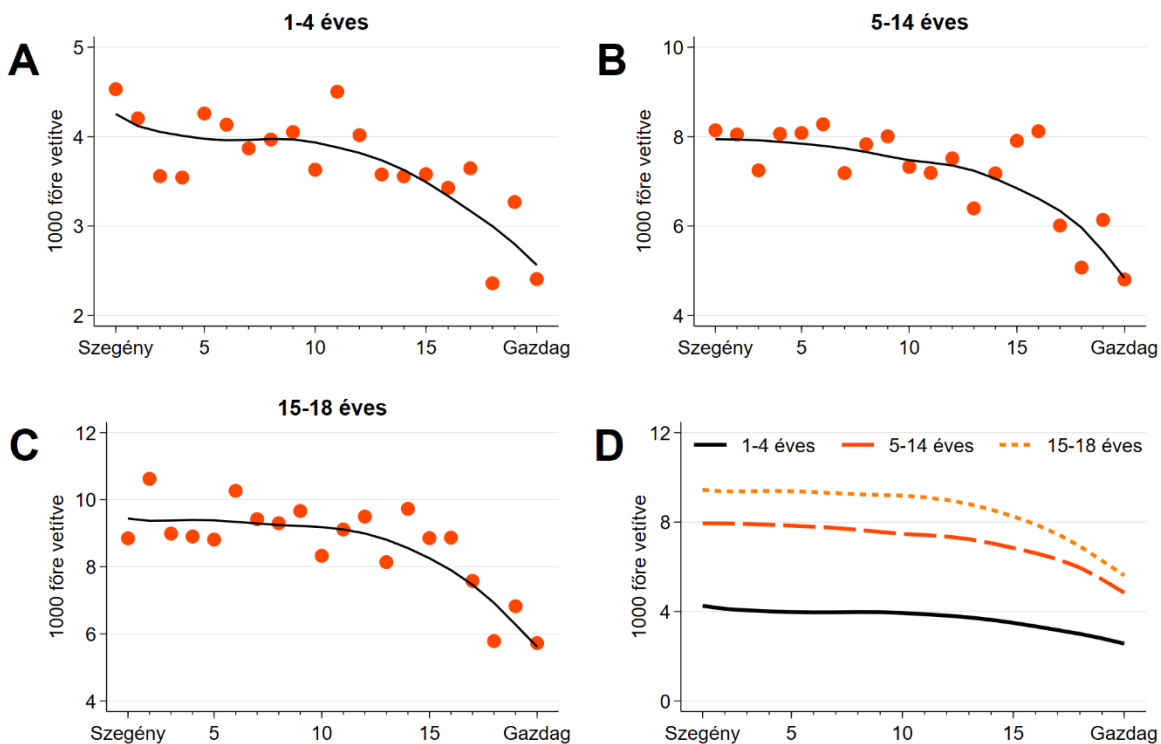 A
1-4 éves
1000 főre vetítve
5
4
3
2
Szegény 5 10 15 Gazdag
B
5-14 éves
1000 főre vetítve
10
8
6
4
Szegény 5 10 15 Gazdag
C
15-18 éves
1000 főre vetítve
12
10
8
6
4
Szegény 5 10 15 Gazdag
D
1-4 éves 5-14 éves 15-18 éves
1000 főre vetítve
12
8
4
0
Szegény 5 10 15 Gazdag